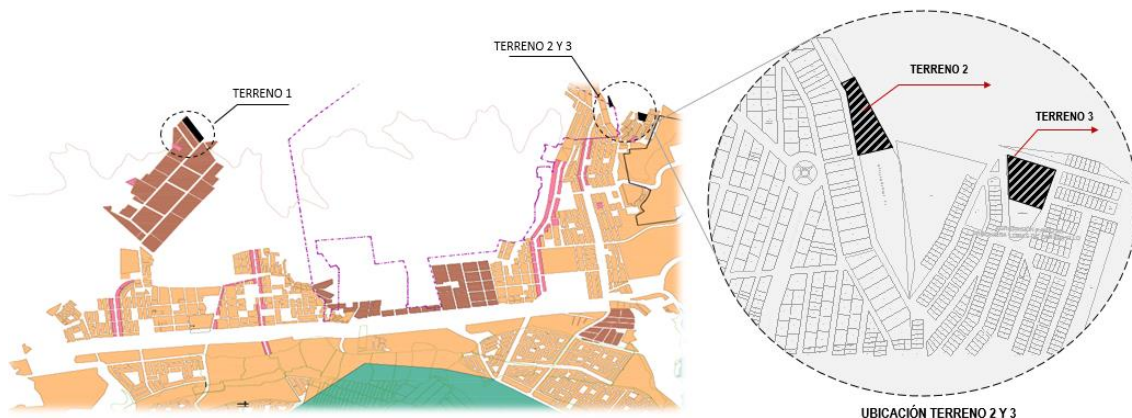 TERRENO 2 Y 3
TERRENO 1
TERRENO 2
TERRENO 3
UBICACIÓN TERRENO 2 Y 3